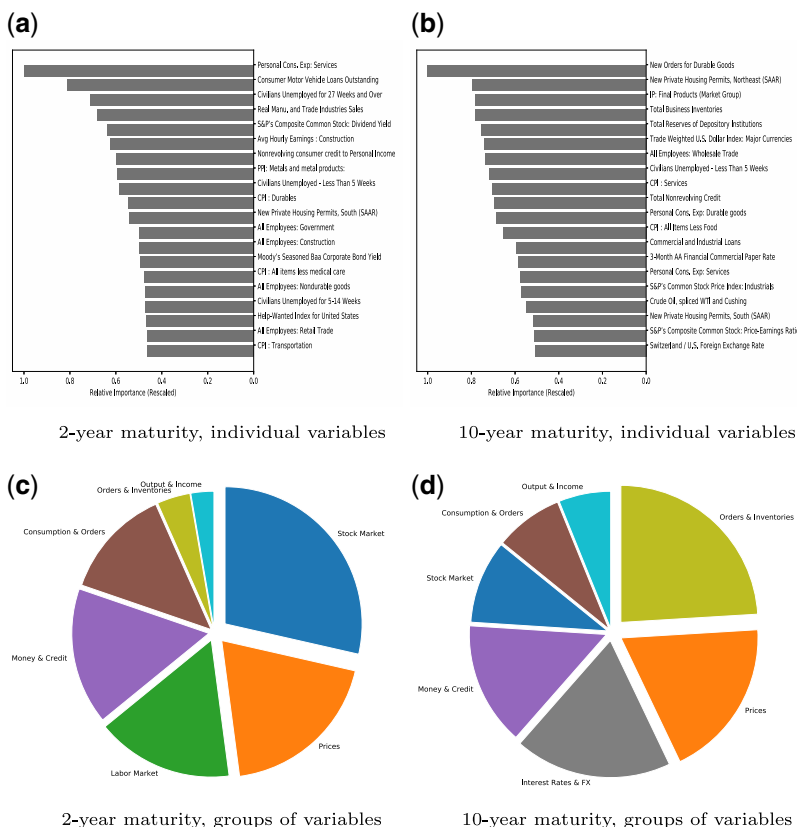 (a)
Personal Cons. Exp: Services
Consumer Motor Vehicle Loans Outstanding
Civilians Unemployed for 27 Weeks and Over
Real Manu, and Trade Industries Sales
S&P's Composite Common Stock: Dividend Yield
Avg Hourly Earnings : Construction
Nonrevolving consumer credit to Personal Income
PPI: Metals and metal products:
Civilians Unemployed - Less Than 5 Weeks
CPI : Durables
New Private Housing Permits, South (SAAR)
All Employees: Government
All Employees: Construction
Moody's Seasoned Baa Corporate Bond Yield
CPI : All items less medical care
All Employees: Nondurable goods
Civilians Unemployed for 5-14 Weeks
Help-Wanted Index for United States
All Employees: Retail Trade
CPI : Transportation
1.0 0.8 0.6 0.4 0.2 0.0
Relative Importance (Rescaled)
2-year maturity, individual variables
(b)
New Orders for Durable Goods
New Private Housing Permits, Northeast (SAAR)
IP: Final Products (Market Group)
Total Business Inventories
Total Reserves of Depository Institutions
Trade Weighted U.S. Dollar Index: Major Currencies
All Employees: Wholesale Trade
Civilians Unemployed - Less Than 5 Weeks
CPI : Services
Total Nonrevolving Credit
Personal Cons. Exp: Durable goods
CPI : All Items Less Food
Commercial and Industrial Loans
3-Month AA Financial Commercial Paper Rate
Personal Cons. Exp: Services
S&P's Common Stock Price Index: Industrials
Crude Oil, spliced WTI and Cushing
New Private Housing Permits, South (SAAR)
S&P's Composite Common Stock: Price-Earnings Ratio
Switzerland / U.S. Foreign Exchange Rate
1.0 0.8 0.6 0.4 0.2 0.0
Relative Importance (Rescaled)
10-year maturity, individual variables
(c)
Output & Income
Orders & Inventories
Stock Market
Consumption & Orders
Money & Credit
Labor Market
Prices
2-year maturity, groups of variables
(d)
Output & Income
Orders & Inventories
Consumption & Orders
Stock Market
Money & Credit
Prices
Interest Rates & FX
10-year maturity, groups of variables